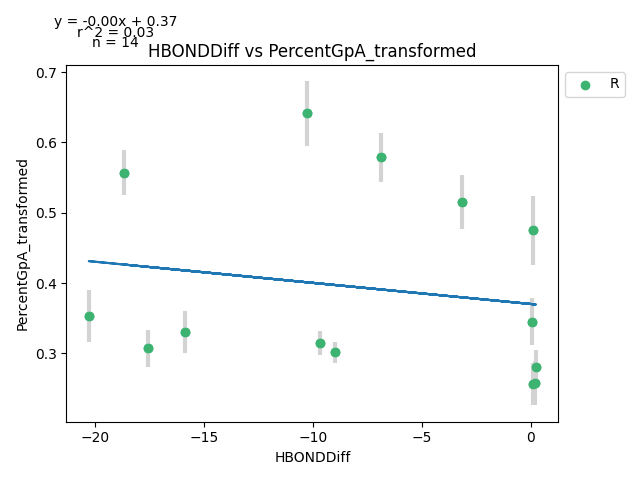 y = -0.00x + 0.37
r^2 = 0.03
n = 14
HBONDDiff vs PercentGpA_transformed
R
PercentGpA_transformed
0.7
0.6
0.5
0.4
0.3
−20
−15
−10
−5
0
HBONDDiff